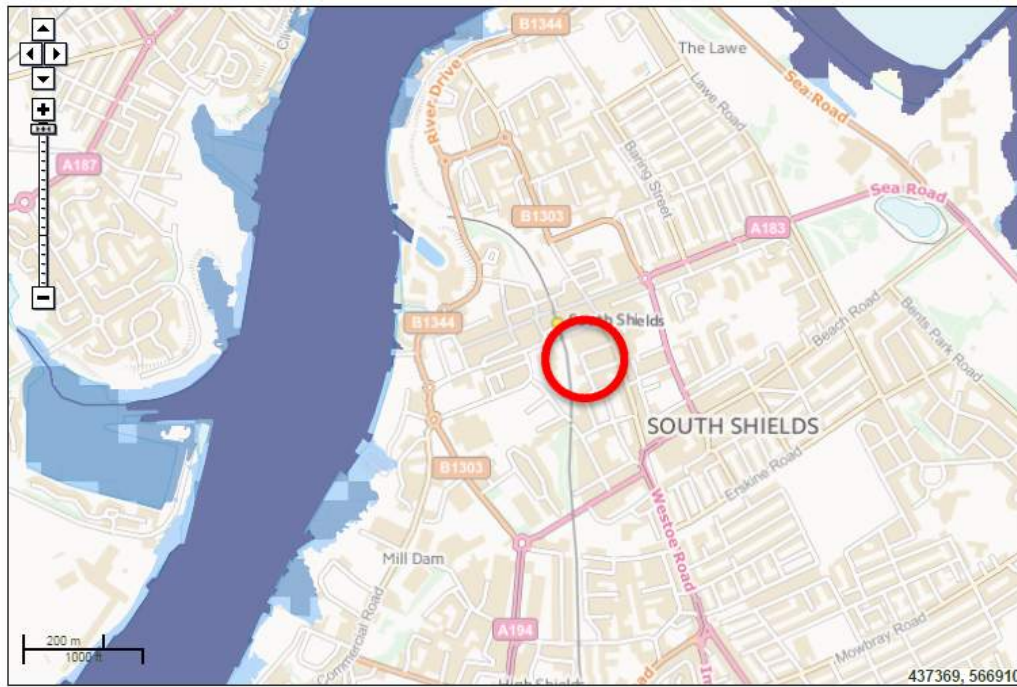 B1344
The Lawe
River Drive
Sea Road
Lawe Road
Baring Street
A187
Sea Road
B1303
A183
B1344
South Shields
Beach Road
Bents Park Road
SOUTH SHIELDS
B1303
Erskine Road
Westoe Road
Mill Dam
Commercial Road
A194
Mowbray Road
200 m
1000 ft
High Shields
437369, 566910